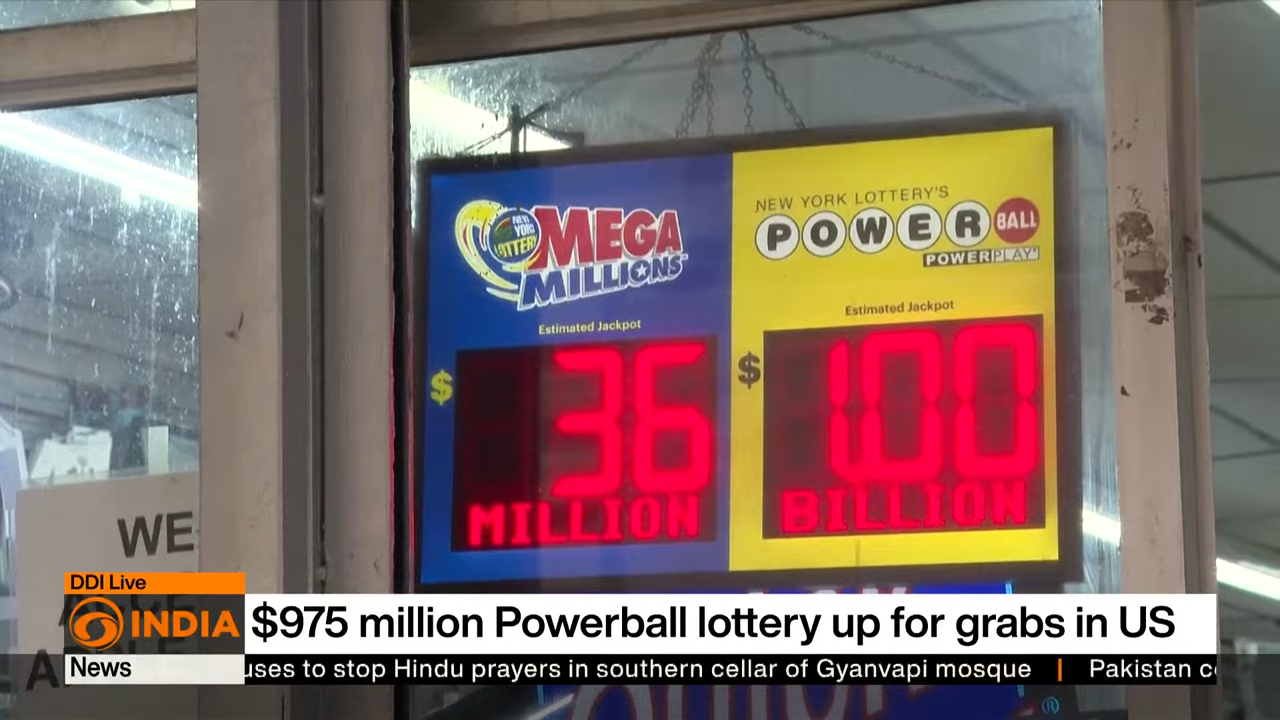 NEW YORK LOTTERY
MEGA
MILLIONS
Estimated Jackpot
$ 36
MILLION
NEW YORK LOTTERY'S
POWERBALL
POWERPLAY
Estimated Jackpot
$ 1.00
BILLION
WE
DDI Live
INDIA
$975 million Powerball lottery up for grabs in US
News
uses to stop Hindu prayers in southern cellar of Gyanvapi mosque | Pakistan
®